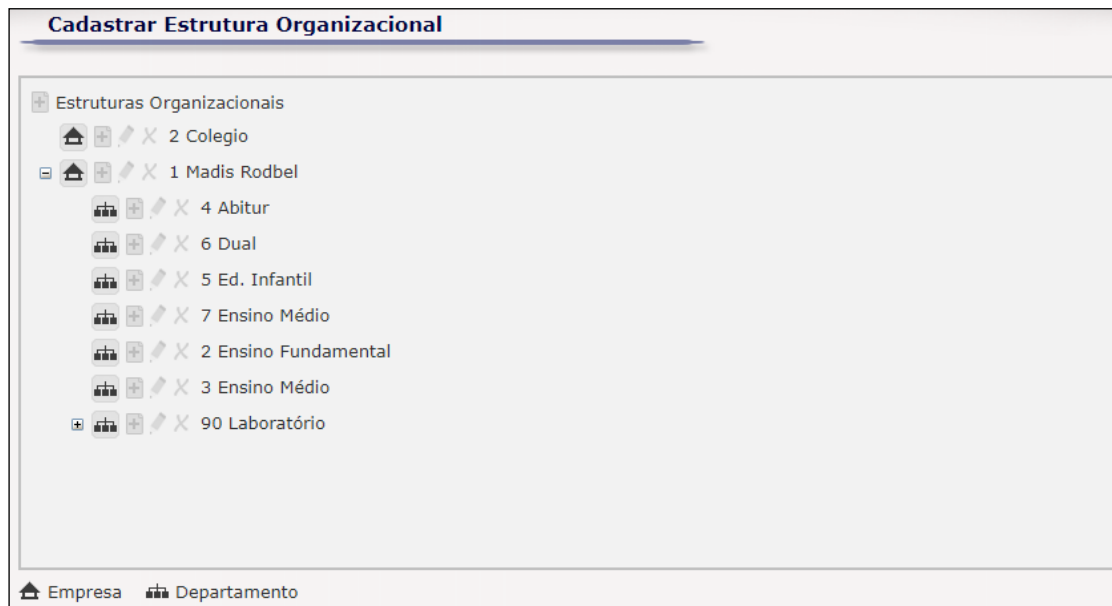 Cadastrar Estrutura Organizacional
Estruturas Organizacionais
2 Colegio
1 Madis Rodbel
4 Abitur
6 Dual
5 Ed. Infantil
7 Ensino Médio
2 Ensino Fundamental
3 Ensino Médio
90 Laboratório
Empresa Departamento